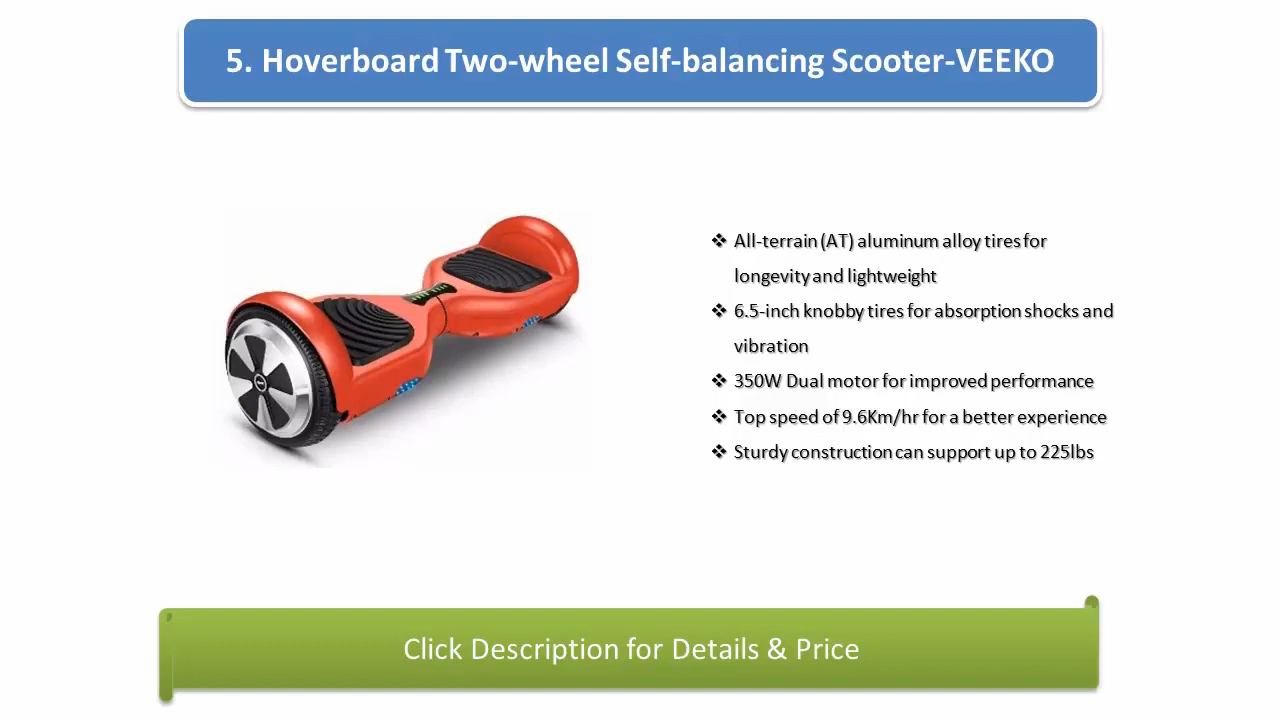 5. Hoverboard Two-wheel Self-balancing Scooter-VEEKO
❖ All-terrain (AT) aluminum alloy tires for
longevity and lightweight
❖ 6.5-inch knobby tires for absorption shocks and
vibration
❖ 350W Dual motor for improved performance
❖ Top speed of 9.6Km/hr for a better experience
❖ Sturdy construction can support up to 225lbs
Click Description for Details & Price